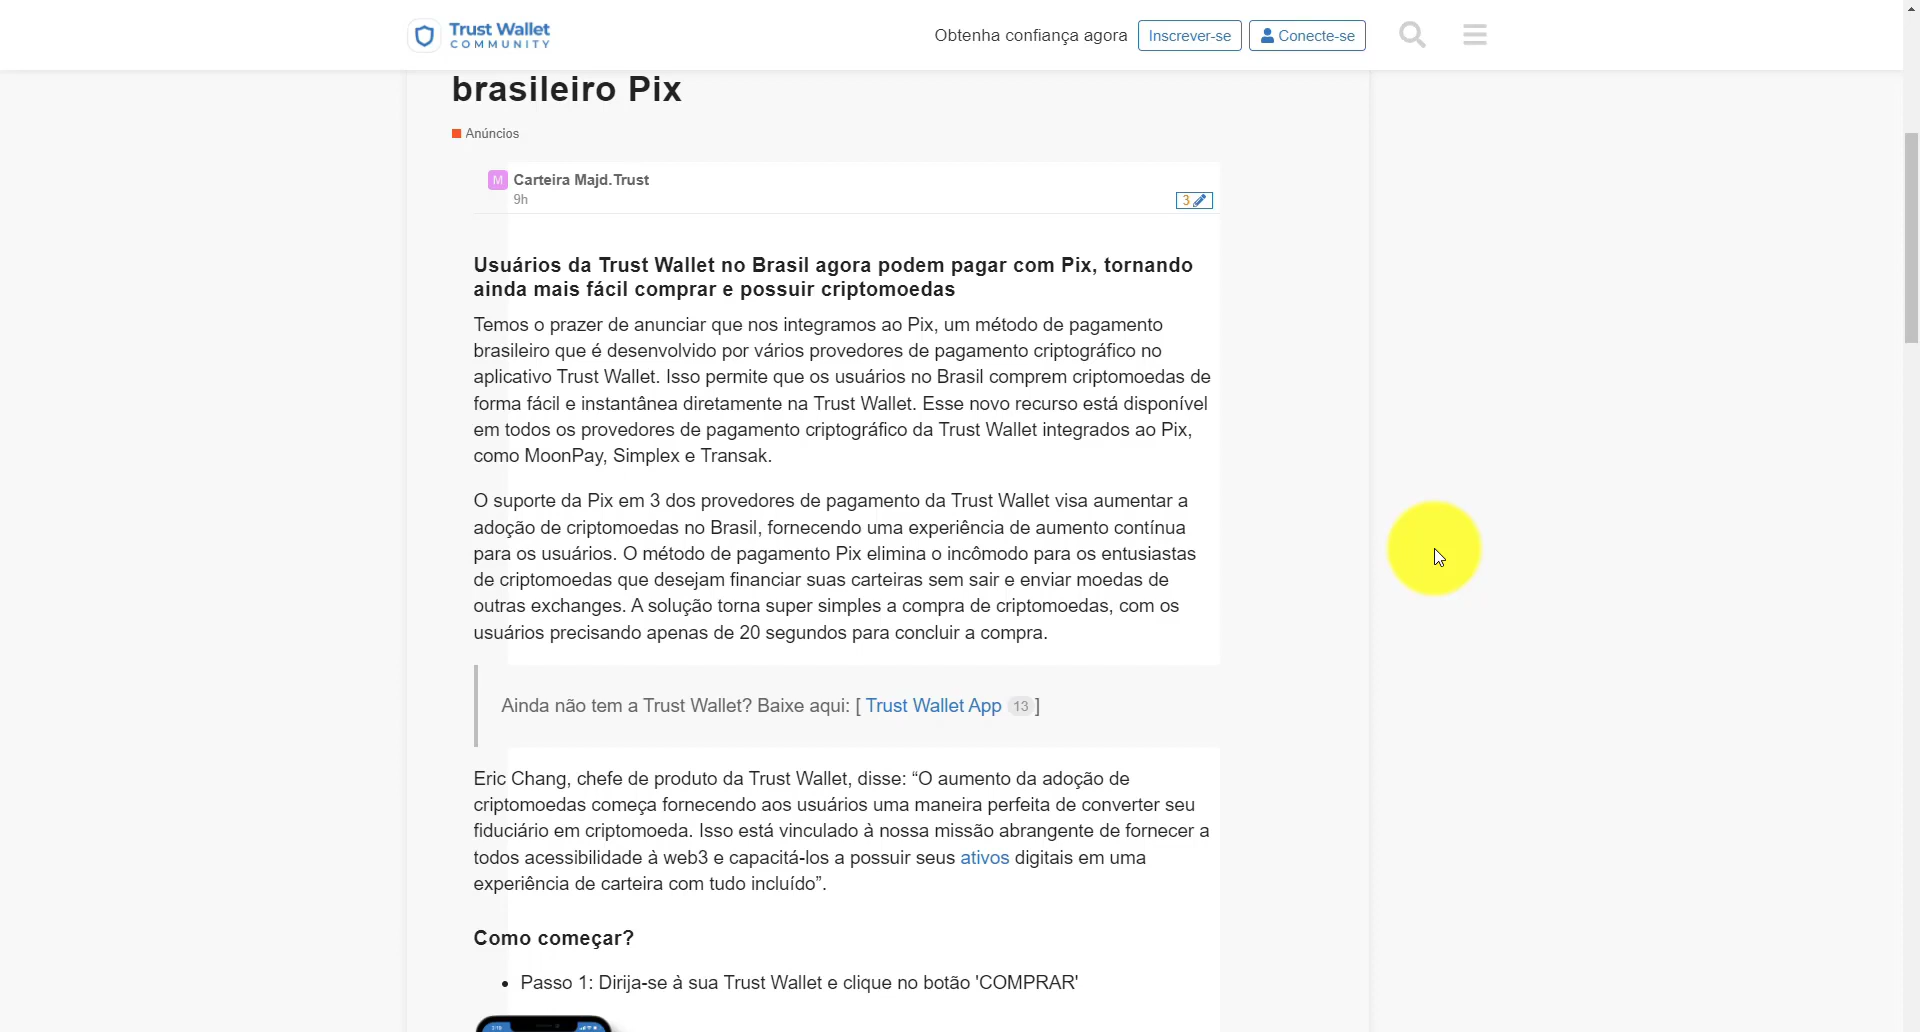 Trust Wallet
COMMUNITY
Obtenha confiança agora
Inscrever-se
Conecte-se
brasileiro Pix
Anúncios
M Carteira Majd.Trust
9h
3
Usuários da Trust Wallet no Brasil agora podem pagar com Pix, tornando
ainda mais fácil comprar e possuir criptomoedas
Temos o prazer de anunciar que nos integramos ao Pix, um método de pagamento
brasileiro que é desenvolvido por vários provedores de pagamento criptográfico no
aplicativo Trust Wallet. Isso permite que os usuários no Brasil comprem criptomoedas de
forma fácil e instantânea diretamente na Trust Wallet. Esse novo recurso está disponível
em todos os provedores de pagamento criptográfico da Trust Wallet integrados ao Pix,
como MoonPay, Simplex e Transak.
O suporte da Pix em 3 dos provedores de pagamento da Trust Wallet visa aumentar a
adoção de criptomoedas no Brasil, fornecendo uma experiência de aumento contínua
para os usuários. O método de pagamento Pix elimina o incômodo para os entusiastas
de criptomoedas que desejam financiar suas carteiras sem sair e enviar moedas de
outras exchanges. A solução torna super simples a compra de criptomoedas, com os
usuários precisando apenas de 20 segundos para concluir a compra.
Ainda não tem a Trust Wallet? Baixe aqui: [ Trust Wallet App 13 ]
Eric Chang, chefe de produto da Trust Wallet, disse: “O aumento da adoção de
criptomoedas começa fornecendo aos usuários uma maneira perfeita de converter seu
fiduciário em criptomoeda. Isso está vinculado à nossa missão abrangente de fornecer a
todos acessibilidade à web3 e capacitá-los a possuir seus ativos digitais em uma
experiência de carteira com tudo incluído”.
Como começar?
• Passo 1: Dirija-se à sua Trust Wallet e clique no botão 'COMPRAR'